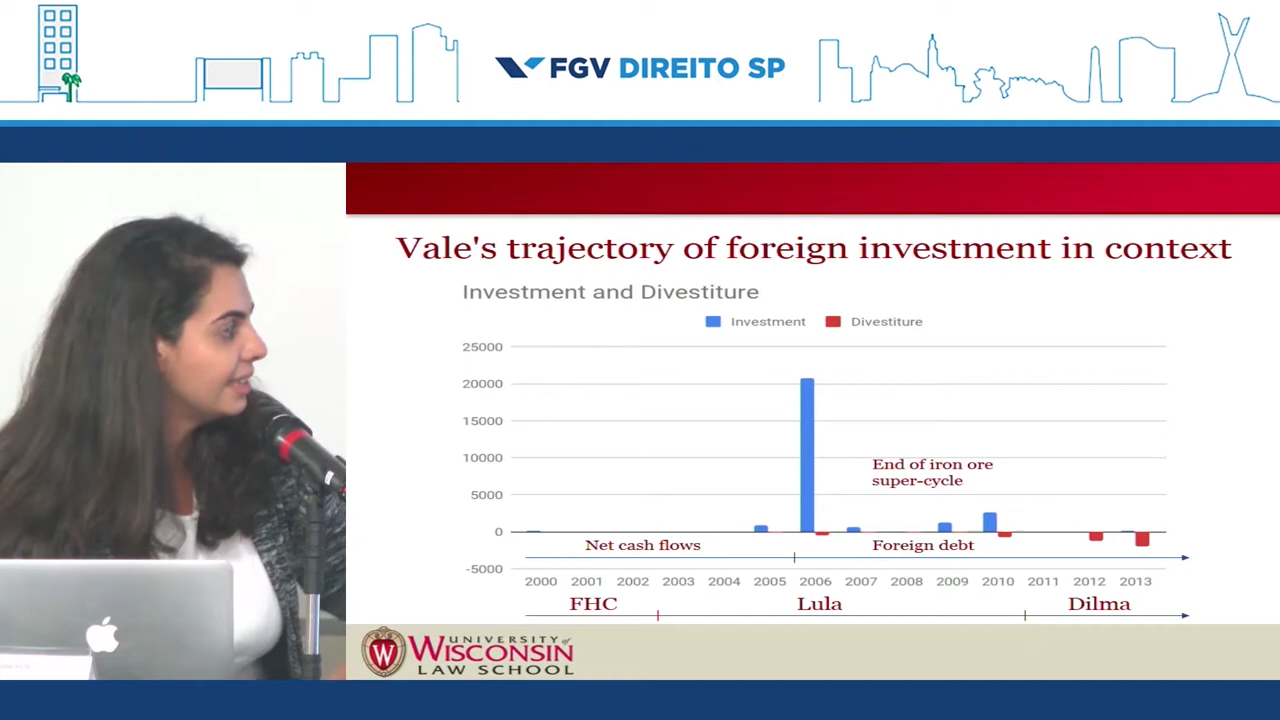 FGV DIREITO SP
Vale's trajectory of foreign investment in context
Investment and Divestiture
Investment Divestiture
25000
20000
15000
10000
5000
0
-5000
End of iron ore
super-cycle
Net cash flows Foreign debt
2000 2001 2002 2003 2004 2005 2006 2007 2008 2009 2010 2011 2012 2013
FHC Lula Dilma
W
UNIVERSITY of
WISCONSIN
LAW SCHOOL